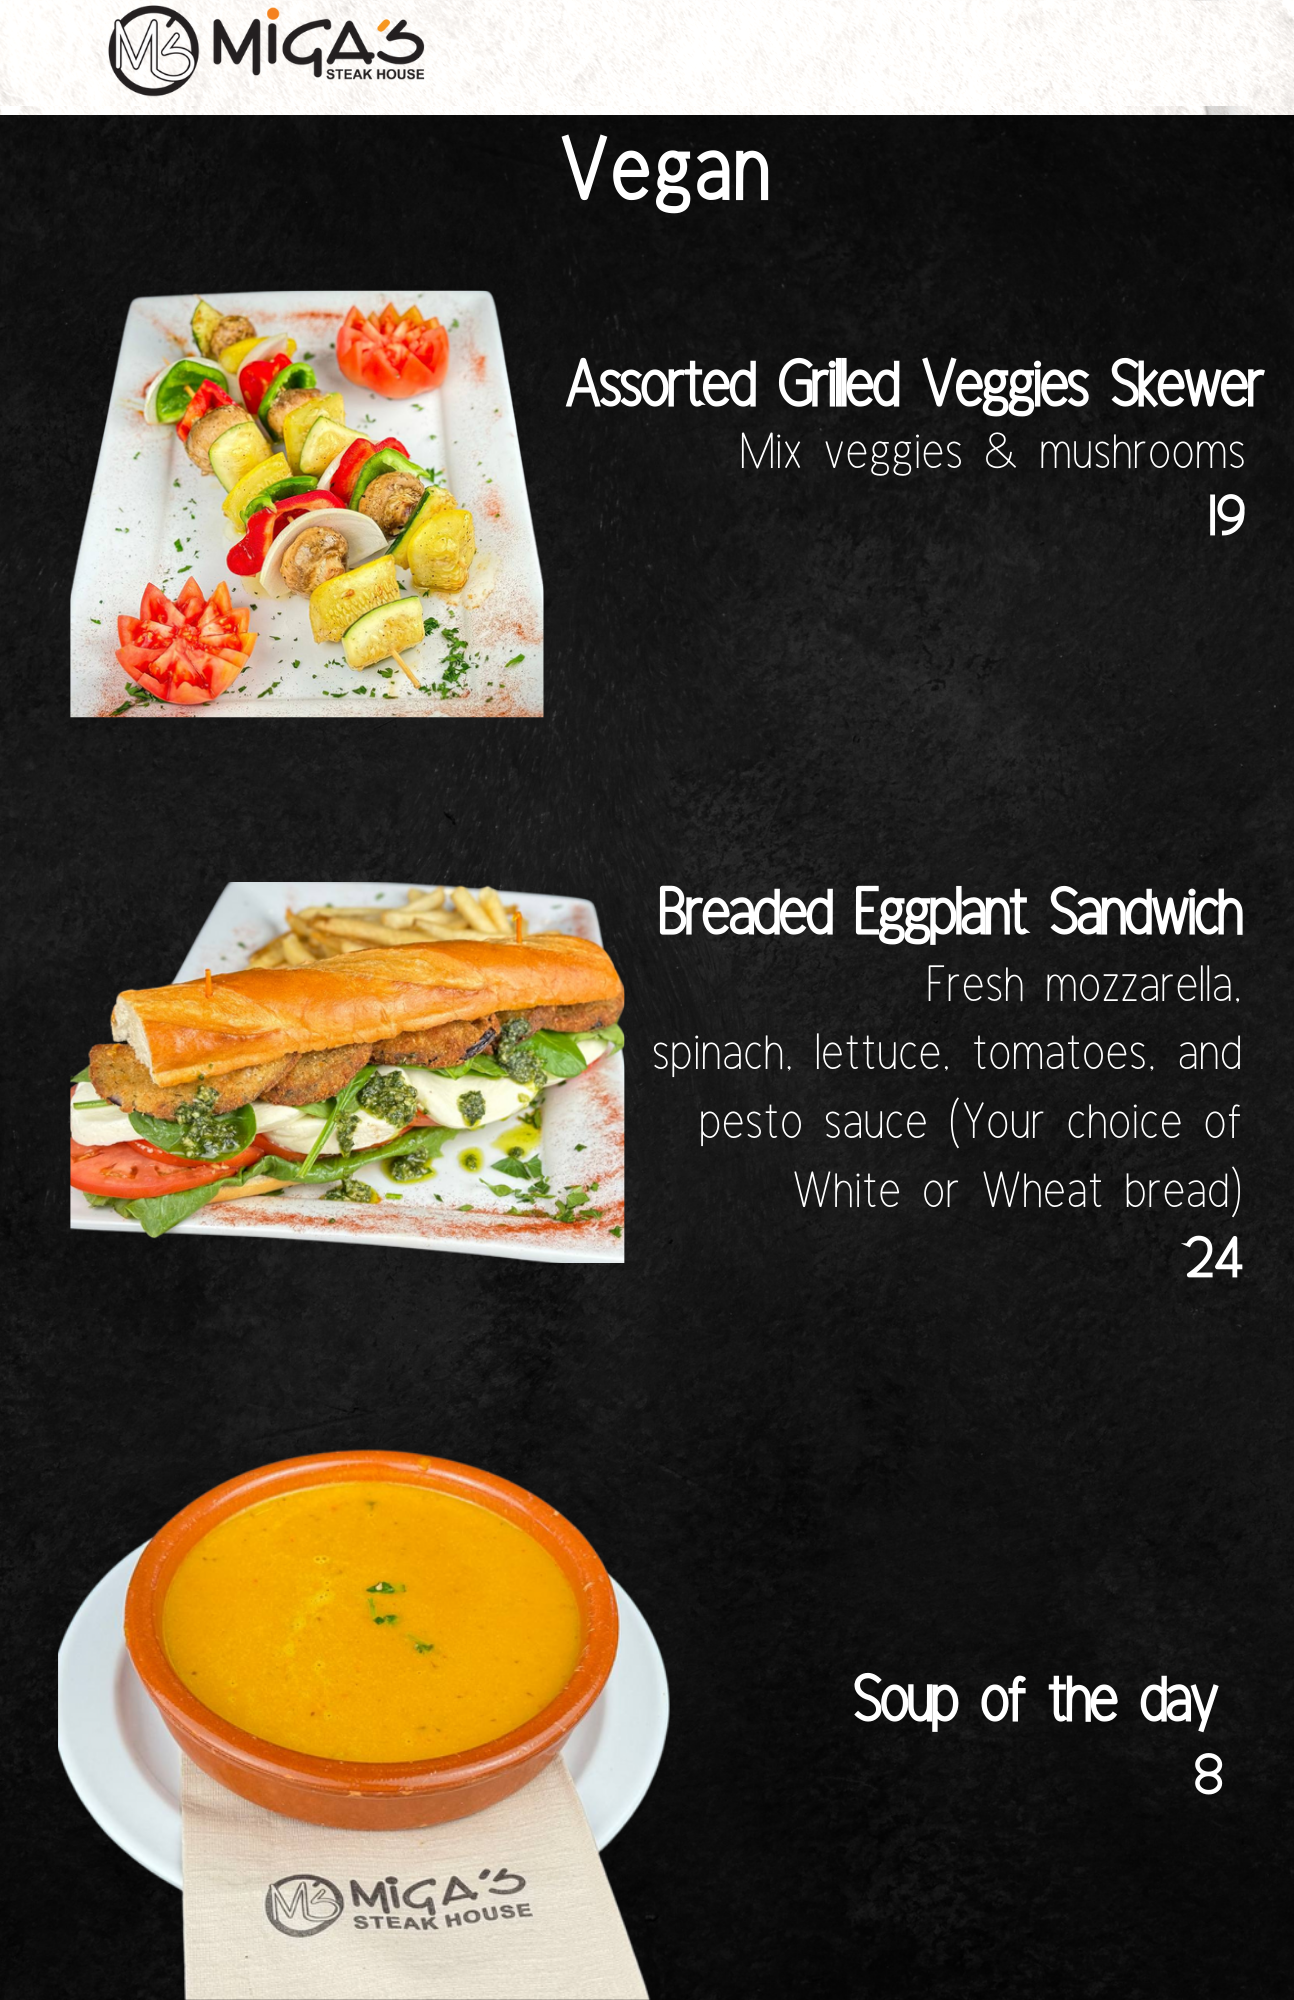 MiGA'S
STEAK HOUSE
Vegan
Assorted Grilled Veggies Skewer
Mix veggies & mushrooms
19
Breaded Eggplant Sandwich
Fresh mozzarella,
spinach, lettuce, tomatoes, and
pesto sauce (Your choice of
White or Wheat bread)
24
Soup of the day
8
MiGA'S
STEAK HOUSE